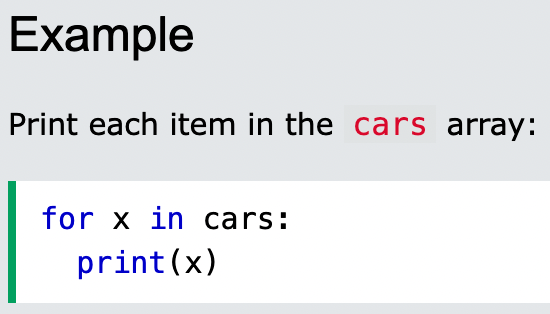 Example
Print each item in the cars array:
for x in cars:
  print(x)